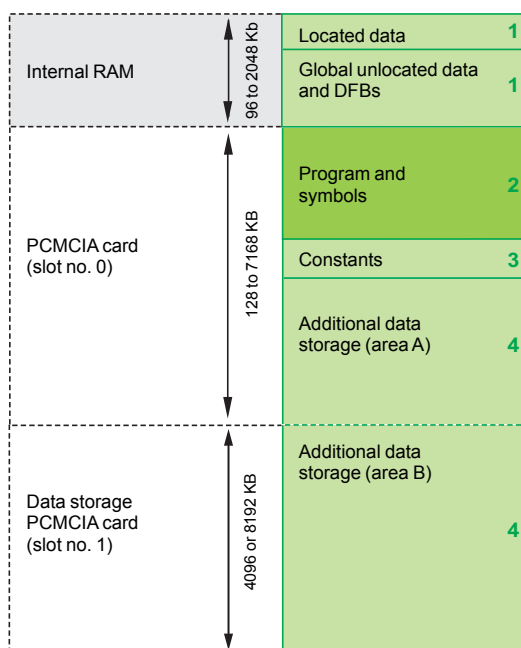 Internal RAM
96 to 2048 Kb
Located data
1
Global unlocated data
and DFBs
1
PCMCIA card
(slot no. 0)
128 to 7168 KB
Program and
symbols
2
Constants
3
Additional data
storage (area A)
4
Data storage
PCMCIA card
(slot no. 1)
4096 or 8192 KB
Additional data
storage (area B)
4